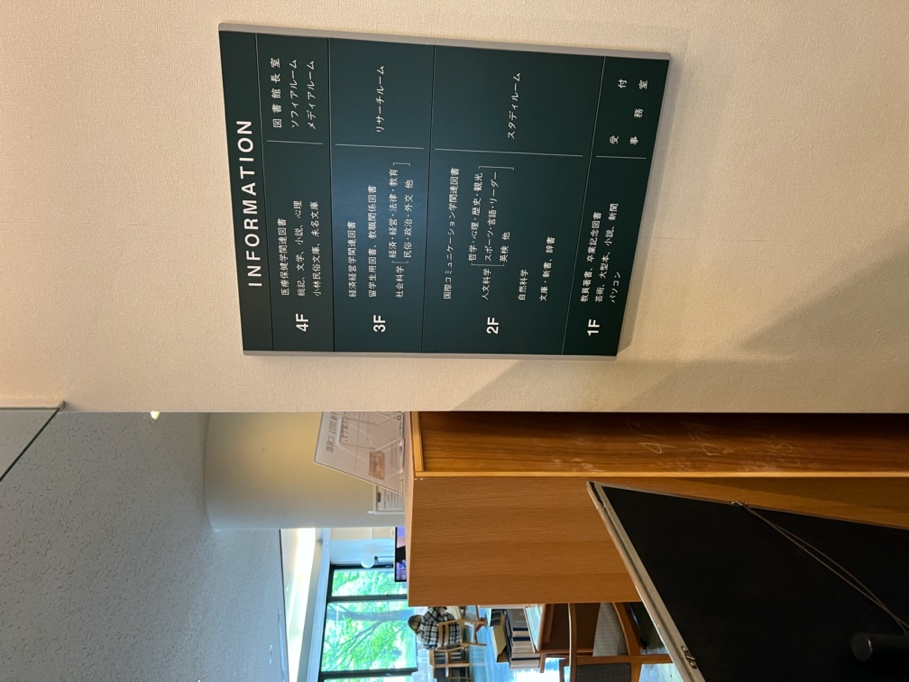 INFORMATION
4F
医療保健学関連図書
総記、文学、小説、心理
小林民俗文庫、未名文庫
図書館長室
ソフィアルーム
メディアルーム
3F
経済経営学関連図書
留学生用図書、教職関係図書
社会科学[経済・経営・法律・教育
民俗・政治・外交 他]
リサーチルーム
2F
国際コミュニケーション学関連図書
人文科学[哲学・心理・歴史・観光
スポーツ・言語・リーダー
英検 他]
自然科学
文庫・新書、辞書
スタディルーム
1F
教員著書、卒業記念図書
芸術、大型本、小説、新聞
パソコン
受付
事務室